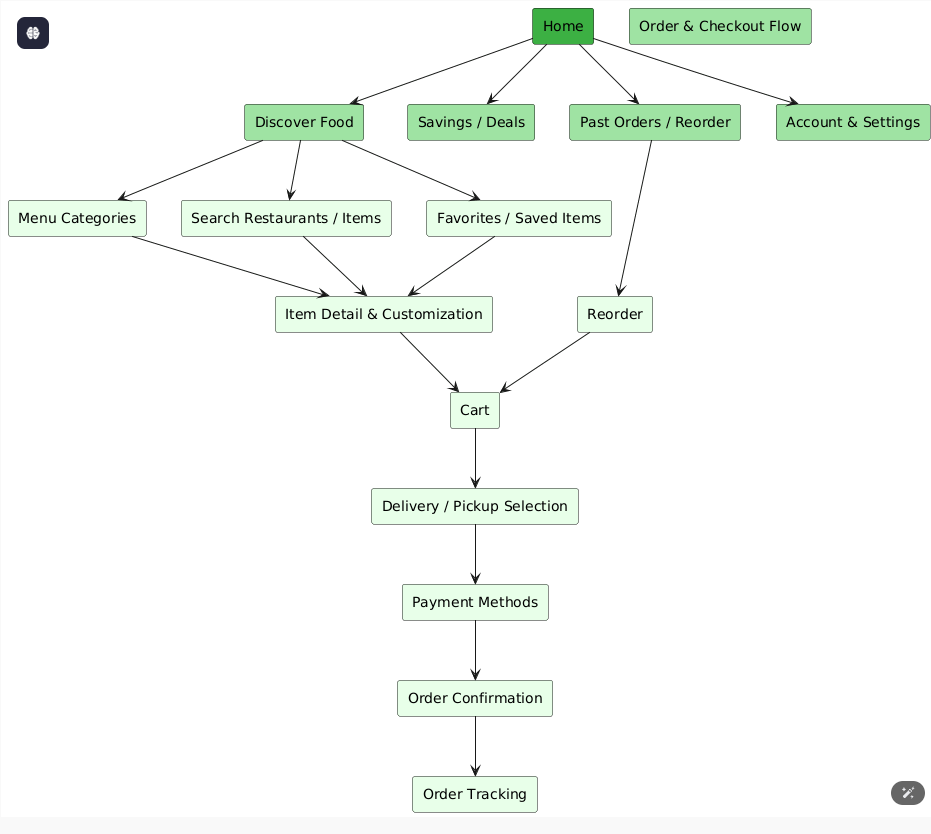 Home
Order & Checkout Flow
Discover Food
Savings / Deals
Past Orders / Reorder
Account & Settings
Menu Categories
Search Restaurants / Items
Favorites / Saved Items
Item Detail & Customization
Reorder
Cart
Delivery / Pickup Selection
Payment Methods
Order Confirmation
Order Tracking